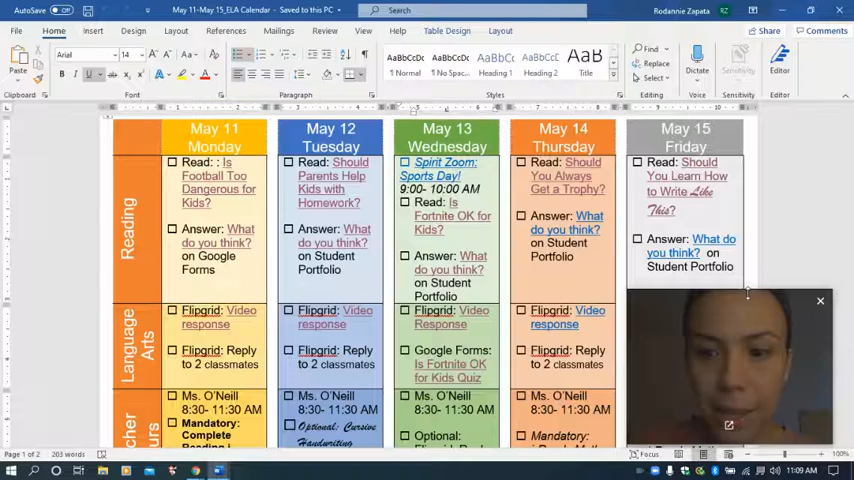 AutoSave Off
May 11-May 15_ELA Calendar - Saved to this PC
Search
Rodannie Zapata RZ
File Home Insert Draw Design Layout References Mailings Review View Help Table Design Layout
Share Comments
Paste
Arial 14
AaBbCcDc AaBbCcDc AaBbCc AaBbCcC AaB
1 Normal 1 No Spac... Heading 1 Heading 2 Title
Find
Replace
Select
Dictate
Sensitivity
Editor
Clipboard Font Paragraph Styles Editing Voice Sensitivity Editor
May 11
Monday
May 12
Tuesday
May 13
Wednesday
May 14
Thursday
May 15
Friday
Reading
Read: : Is
Football Too
Dangerous for
Kids?
Answer: What
do you think?
on Google
Forms
Read: Should
Parents Help
Kids with
Homework?
Answer: What
do you think?
on Student
Portfolio
Spirit Zoom:
Sports Day!
9:00- 10:00 AM
Read: Is
Fortnite OK for
Kids?
Answer: What
do you think?
on Student
Portfolio
Read: Should
You Always
Get a Trophy?
Answer: What
do you think?
on Student
Portfolio
Read: Should
You Learn How
to Write Like
This?
Answer: What do
you think? on
Student Portfolio
Language
Arts
Flipgrid: Video
response
Flipgrid: Reply
to 2 classmates
Flipgrid: Video
response
Flipgrid: Reply
to 2 classmates
Flipgrid: Video
Response
Google Forms:
Is Fortnite OK
for Kids Quiz
Flipgrid: Video
response
Flipgrid: Reply
to 2 classmates
Ms. O'Neill
8:30- 11:30 AM
Mandatory:
Complete
Ms. O'Neill
8:30- 11:30 AM
Optional: Cursive
Handwriting
Ms. O'Neill
8:30- 11:30 AM
Optional:
Ms. O'Neill
8:30- 11:30 AM
Mandatory:
Page 1 of 2 203 words
Focus
100%
11:09 AM